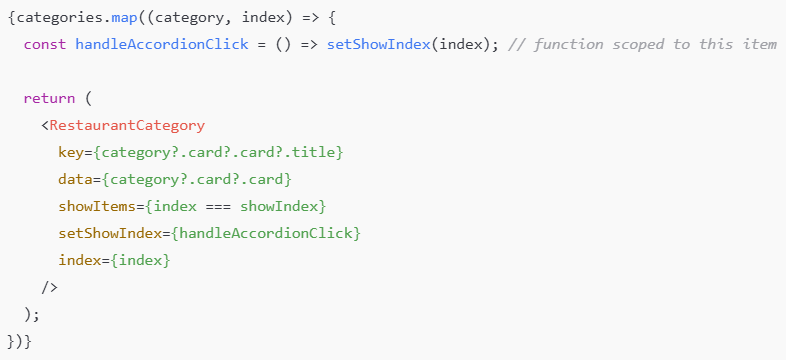 {categories.map((category, index) => {
  const handleAccordionClick = () => setShowIndex(index); // function scoped to this item

  return (
    <RestaurantCategory
      key={category?.card?.card?.title}
      data={category?.card?.card}
      showItems={index === showIndex}
      setShowIndex={handleAccordionClick}
      index={index}
    />
  );
})}